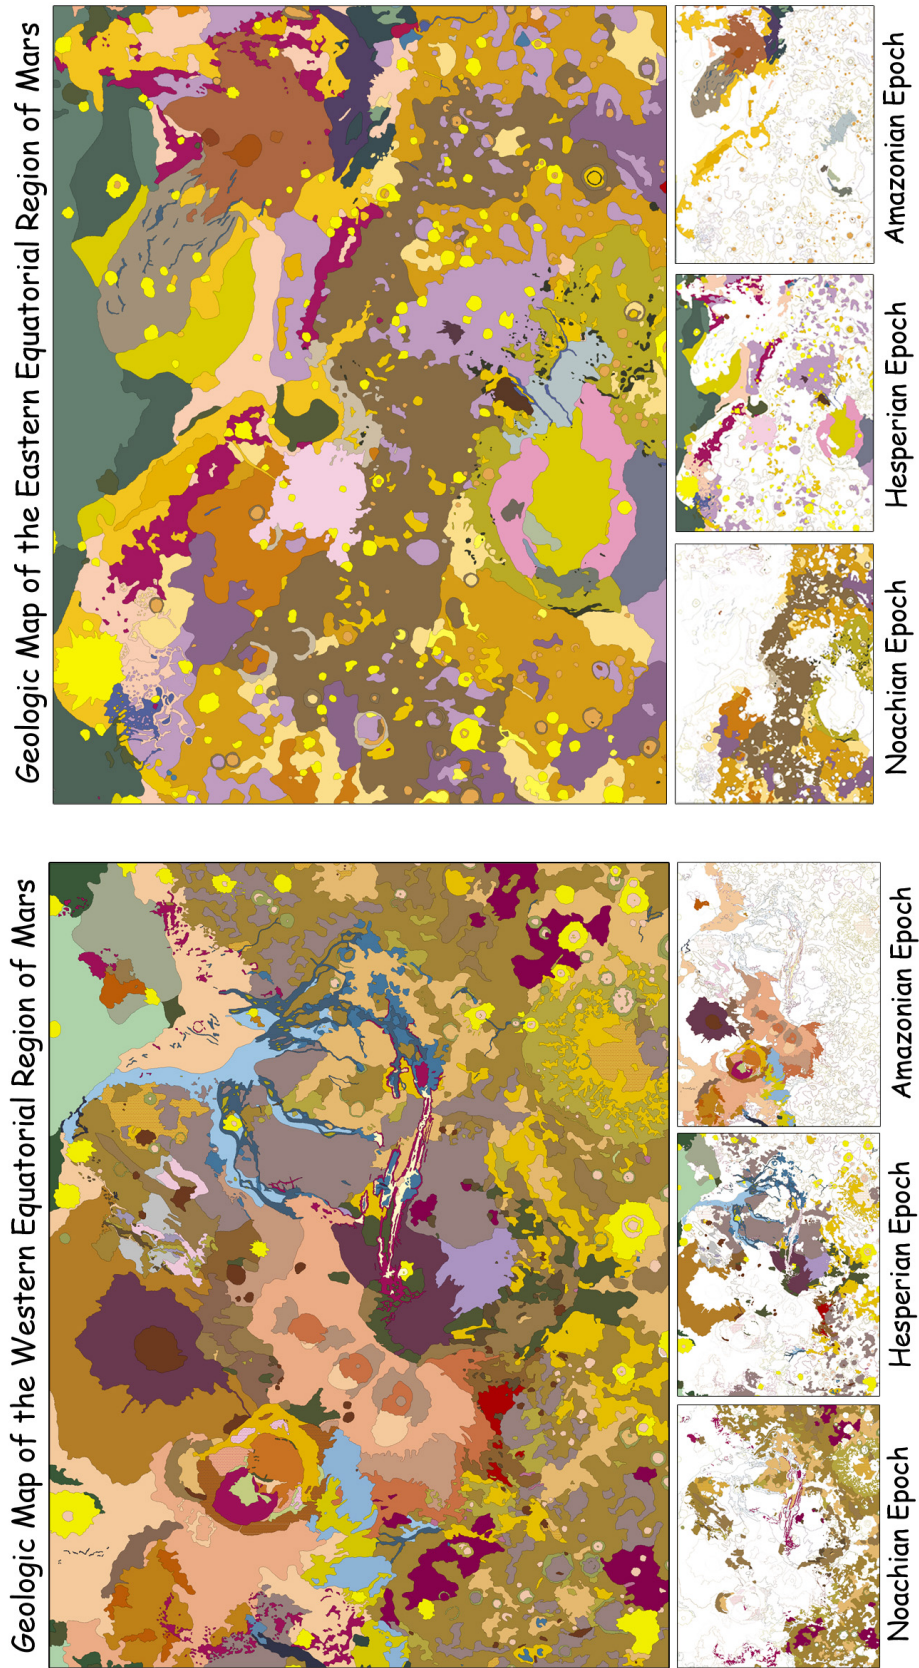 Geologic Map of the Western Equatorial Region of Mars
Noachian Epoch
Hesperian Epoch
Amazonian Epoch
Geologic Map of the Eastern Equatorial Region of Mars
Noachian Epoch
Hesperian Epoch
Amazonian Epoch